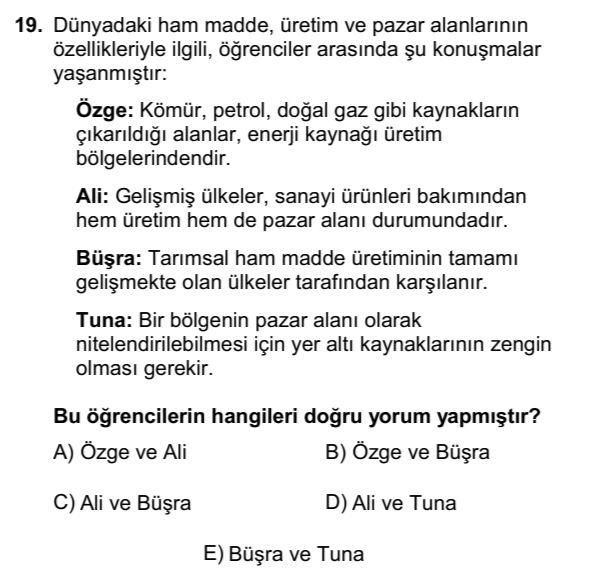 19. Dünyadaki ham madde, üretim ve pazar alanlarının
özellikleriyle ilgili, öğrenciler arasında şu konuşmalar
yaşanmıştır:
Özge: Kömür, petrol, doğal gaz gibi kaynakların
çıkarıldığı alanlar, enerji kaynağı üretim
bölgelerindendir.
Ali: Gelişmiş ülkeler, sanayi ürünleri bakımından
hem üretim hem de pazar alanı durumundadır.
Büşra: Tarımsal ham madde üretiminin tamamı
gelişmekte olan ülkeler tarafından karşılanır.
Tuna: Bir bölgenin pazar alanı olarak
nitelendirilebilmesi için yer altı kaynaklarının zengin
olması gerekir.
Bu öğrencilerin hangileri doğru yorum yapmıştır?
A) Özge ve Ali
B) Özge ve Büşra
C) Ali ve Büşra
D) Ali ve Tuna
E) Büşra ve Tuna